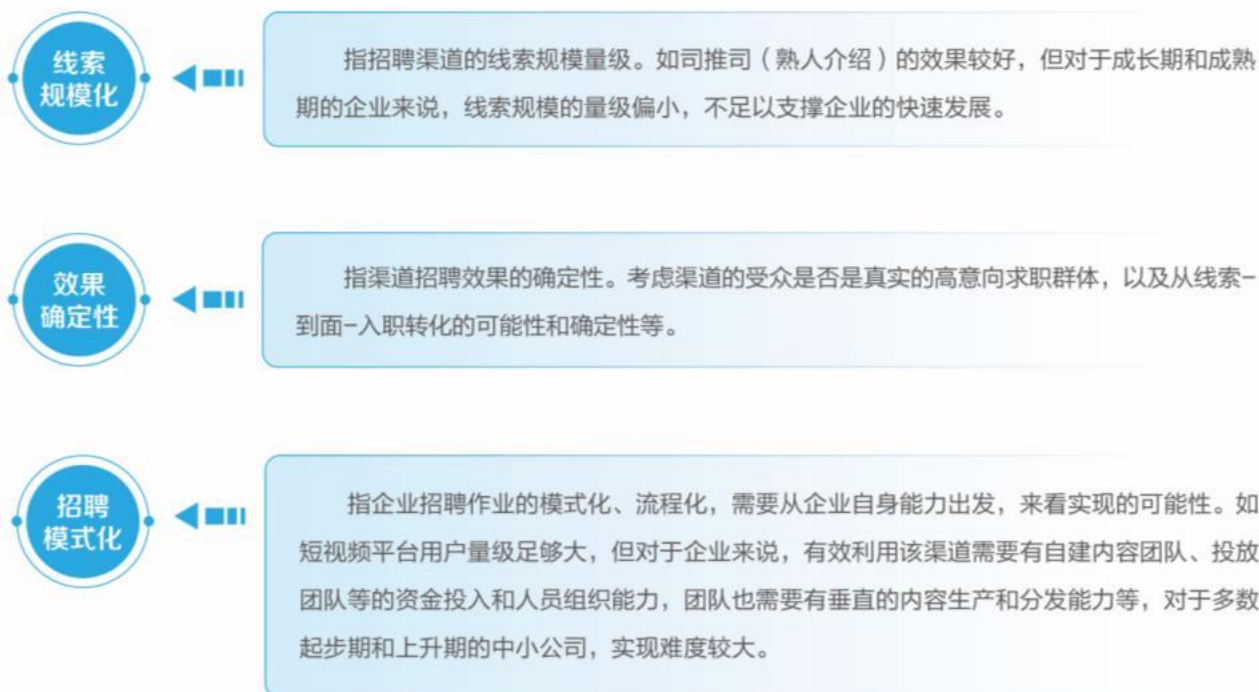 线索
规模化
指招聘渠道的线索规模量级。如司推司（熟人介绍）的效果较好，但对于成长期和成熟
期的企业来说，线索规模的量级偏小，不足以支撑企业的快速发展。
效果
确定性
指渠道招聘效果的确定性。考虑渠道的受众是否是真实的高意向求职群体，以及从线索–
到面–入职转化的可能性和确定性等。
招聘
模式化
指企业招聘作业的模式化、流程化，需要从企业自身能力出发，来看实现的可能性。如
短视频平台用户量级足够大，但对于企业来说，有效利用该渠道需要有自建内容团队、投放
团队等的资金投入和人员组织能力，团队也需要有垂直的内容生产和分发能力等，对于多数
起步期和上升期的中小公司，实现难度较大。